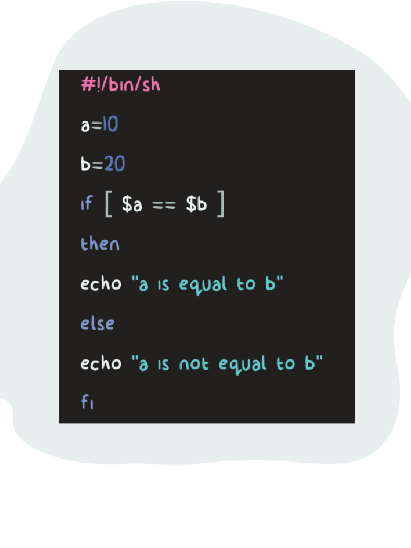 #!/bin/sh
a=10
b=20
if [ $a == $b ]
then
echo "a is equal to b"
else
echo "a is not equal to b"
fi